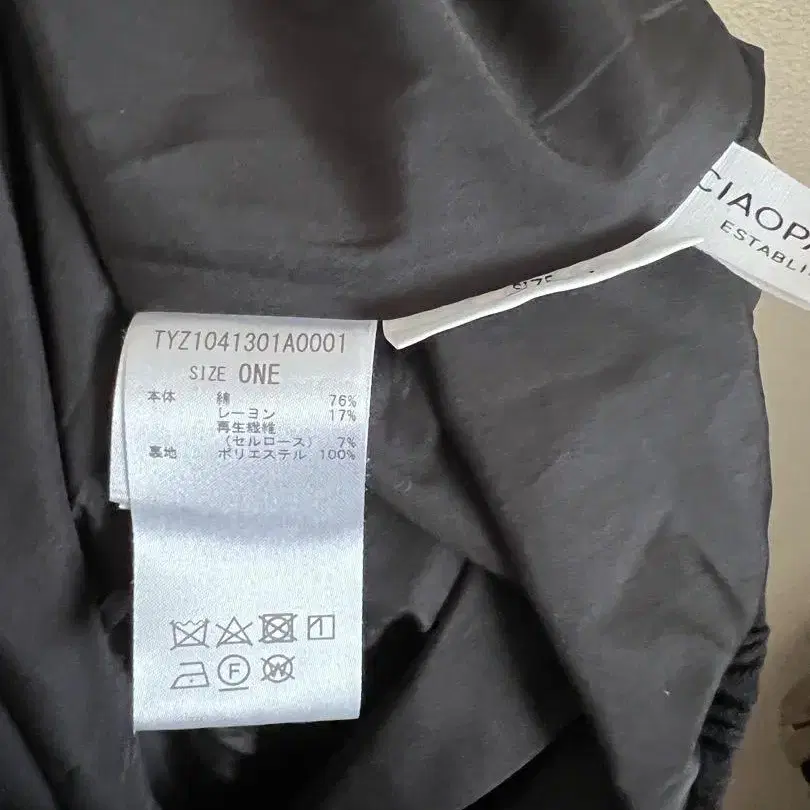 CIAOP
ESTABLI
TYZ1041301A0001
SIZE ONE
本体 綿 76%
レーヨン 17%
再生繊維
(セルロース) 7%
裏地 ポリエステル 100%
F
W